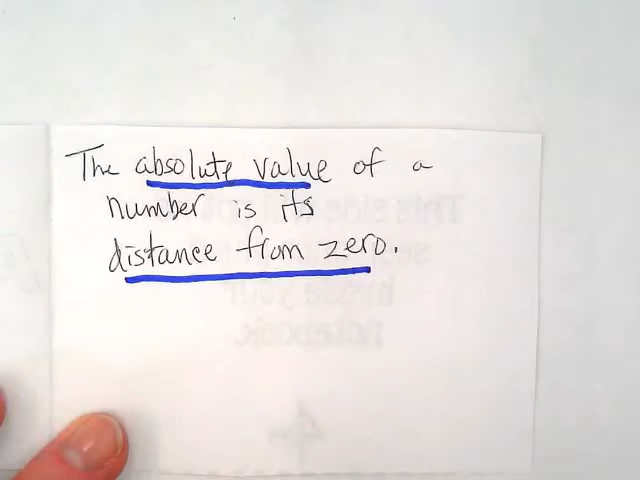 The absolute value of a
number is its
distance from zero.